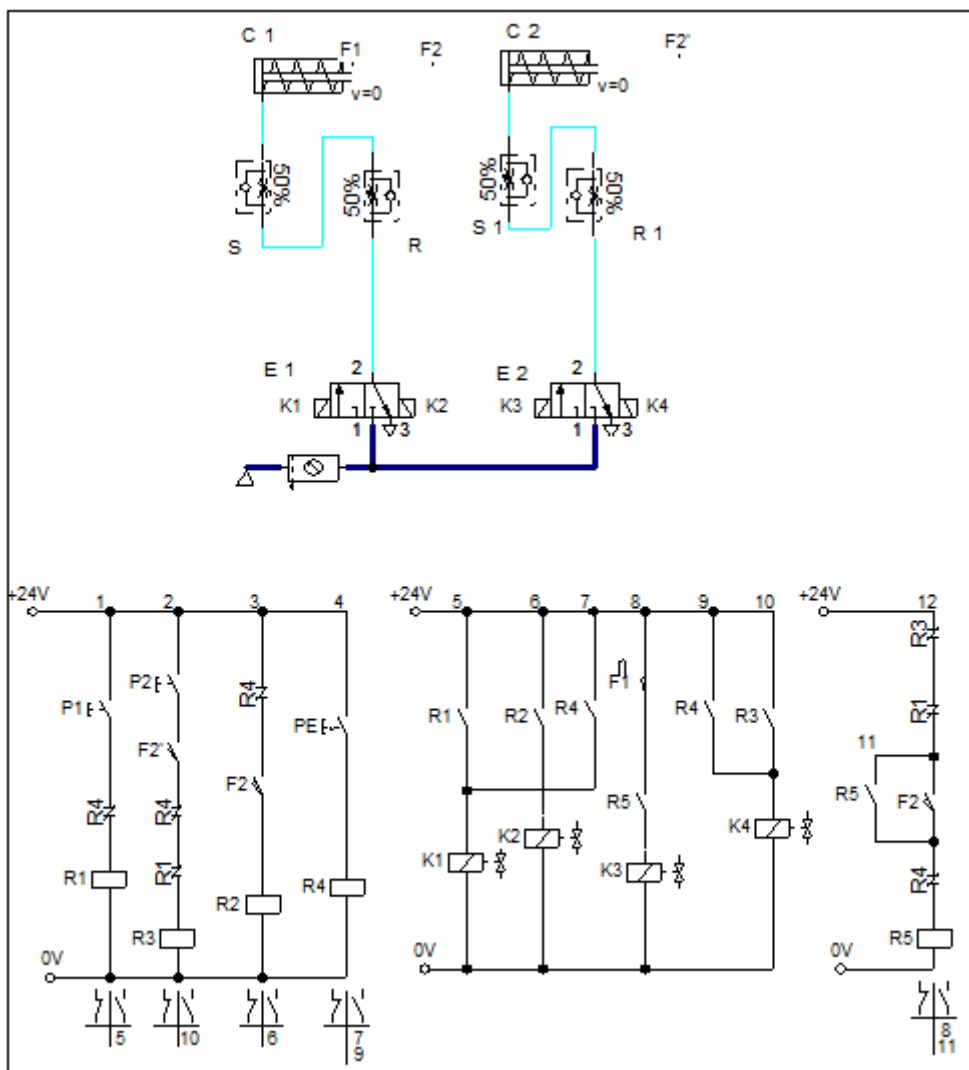 C 1 F1 F2 C 2 F2'
v=0 v=0
50% 50% 50% 50%
S R S 1 R 1
E 1 2 E 2 2
K1 K2 K3 K4
1 3 1 3
+24V 1 2 3 4 +24V 5 6 7 8 9 10 +24V 12
R3
R4 F1
P2
P1 PE R1 R2 R4 R4 R3 R1
F2' 11
F2 R5 R5 F2
R4 R4
K2 K4
R1 K1 K3 R4
R1 R4
R2
R3 R5
0V 0V 0V
5 10 6 7 8
9 11